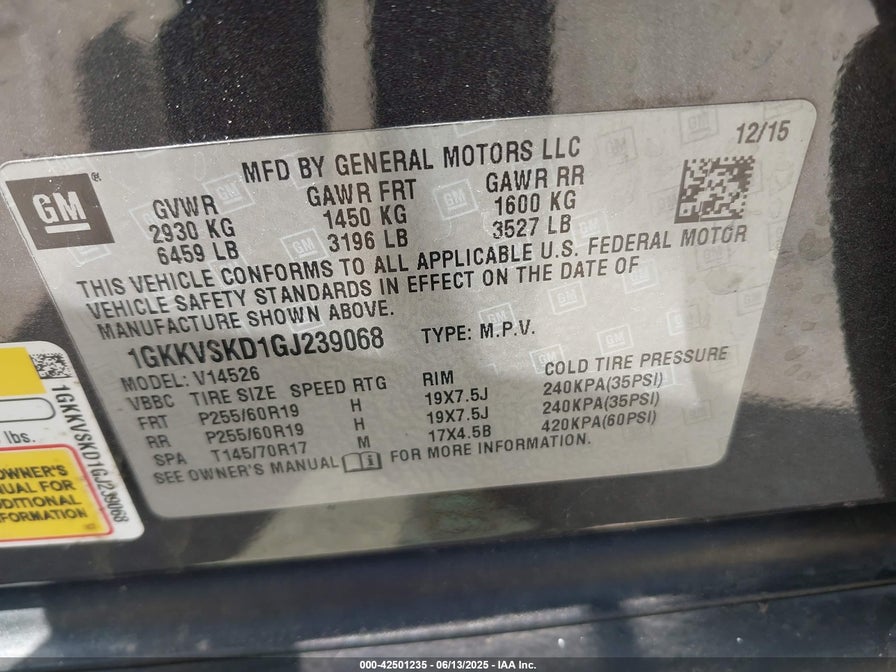 12/15
MFD BY GENERAL MOTORS LLC
GM
®
GVWR GAWR FRT GAWR RR
2930 KG 1450 KG 1600 KG
6459 LB 3196 LB 3527 LB
THIS VEHICLE CONFORMS TO ALL APPLICABLE U.S. FEDERAL MOTOR
VEHICLE SAFETY STANDARDS IN EFFECT ON THE DATE OF
MANUFACTURE SHOWN ABOVE.
1GKKVSKD1GJ239068 TYPE: M.P.V.
MODEL: V14526
VBBC TIRE SIZE SPEED RTG RIM COLD TIRE PRESSURE
FRT P255/60R19 H 19X7.5J 240KPA(35PSI)
RR P255/60R19 H 19X7.5J 240KPA(35PSI)
SPA T145/70R17 M 17X4.5B 420KPA(60PSI)
SEE OWNER'S MANUAL FOR MORE INFORMATION.
1GKKVSKD1GJ239068
lbs.
OWNER'S
FOR
INFORMATION
000-42501235 - 06/13/2025 - IAA Inc.